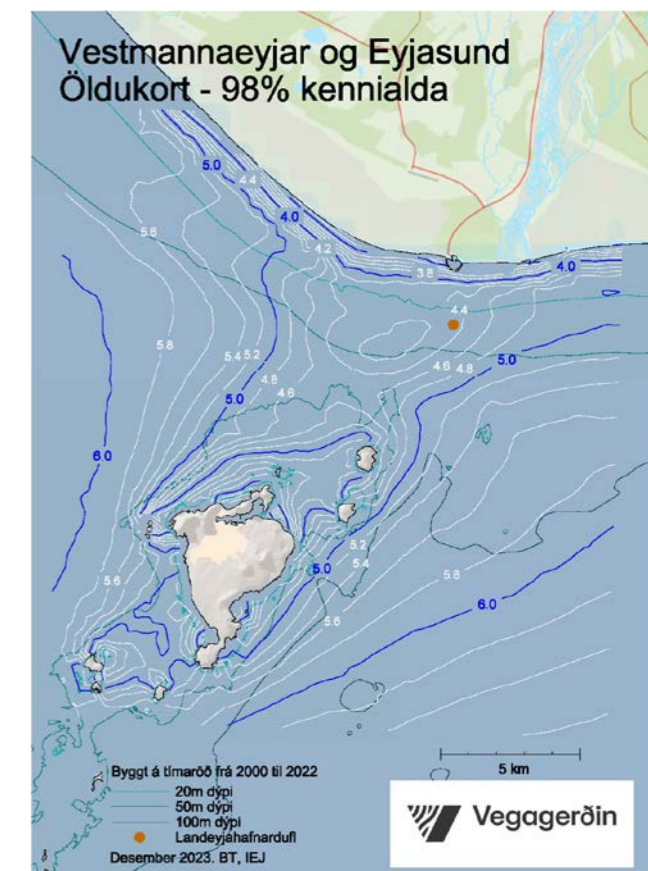 Vestmannaeyjar og Eyjasund
Öldukort - 98% kennialda
5.0
4.4
4.0
4.2
5.6
3.8
4.0
4.4
5.8
5.4 5.2
4.6 4.8
5.0
4.8
4.6
5.0
6.0
5.2
5.4
5.0
5.8
5.6
6.0
5.6
5 km
Byggt á tímaröð frá 2000 til 2022
20m dýpi
50m dýpi
100m dýpi
Landeyjahafnardufl
Desember 2023. BT, IEJ
Vegagerðin